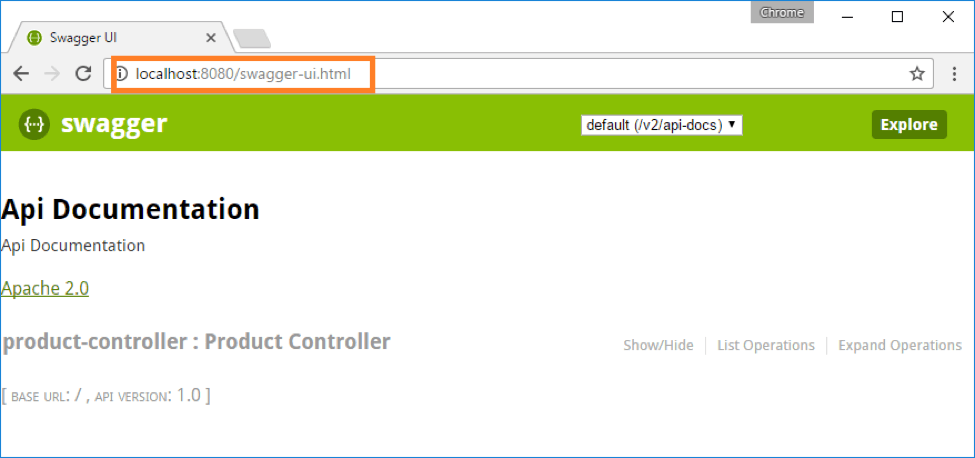 Chrome
Swagger UI
localhost:8080/swagger-ui.html
{··} swagger
default (/v2/api-docs)
Explore
Api Documentation
Api Documentation
Apache 2.0
product-controller : Product Controller
Show/Hide
List Operations
Expand Operations
[ BASE URL: / , API VERSION: 1.0 ]